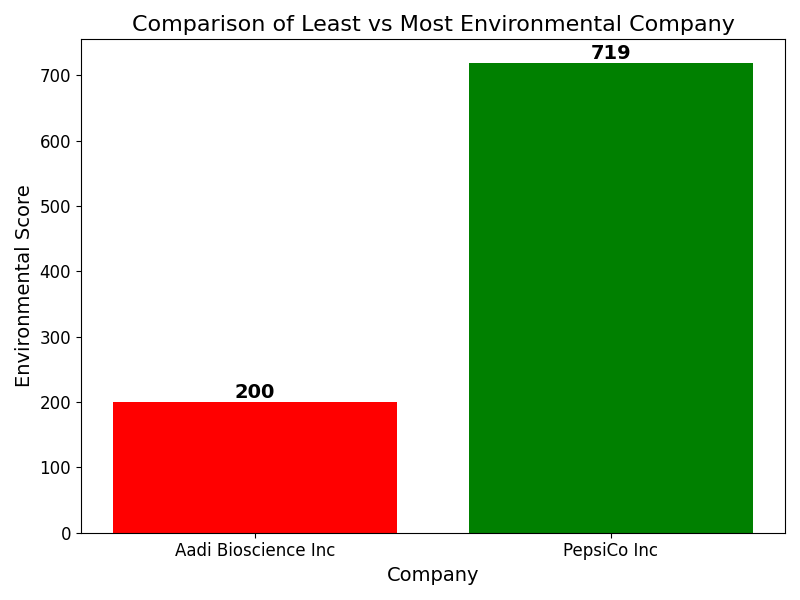 Comparison of Least vs Most Environmental Company
719
700
600
500
400
300
200
200
100
0
Environmental Score
Aadi Bioscience Inc
PepsiCo Inc
Company